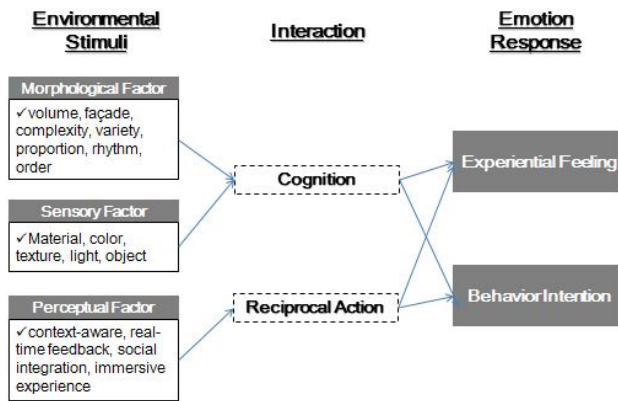 Environmental
Stimuli
Interaction
Emotion
Response
Morphological Factor
✓volume, façade,
complexity, variety,
proportion, rhythm,
order
Sensory Factor
✓Material, color,
texture, light, object
Perceptual Factor
✓context-aware, real-
time feedback, social
integration, immersive
experience
Cognition
Reciprocal Action
Experiential Feeling
Behavior Intention